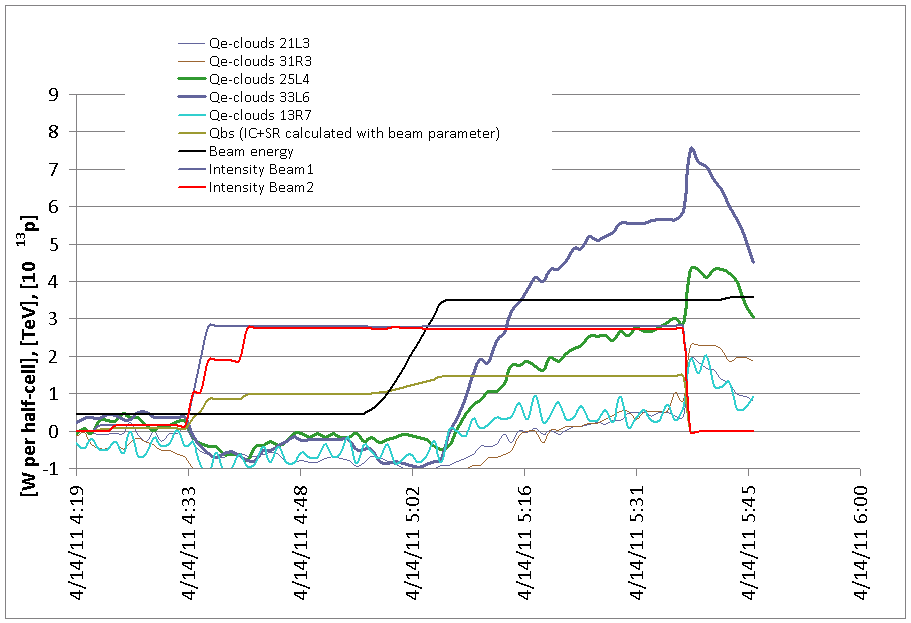 Qe-clouds 21L3
Qe-clouds 31R3
Qe-clouds 25L4
Qe-clouds 33L6
Qe-clouds 13R7
Qbs (IC+SR calculated with beam parameter)
Beam energy
Intensity Beam1
Intensity Beam2
[W per half-cell], [TeV], [10 13p]
9
8
7
6
5
4
3
2
1
0
-1
4/14/11 4:19
4/14/11 4:33
4/14/11 4:48
4/14/11 5:02
4/14/11 5:16
4/14/11 5:31
4/14/11 5:45
4/14/11 6:00